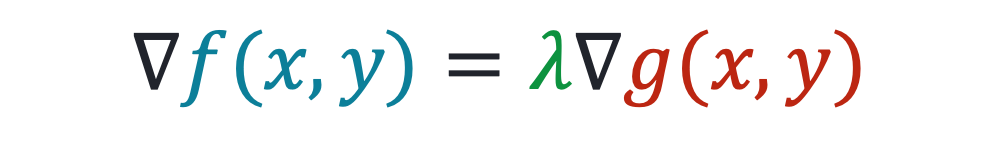 ∇f(x, y) = λ∇g(x, y)